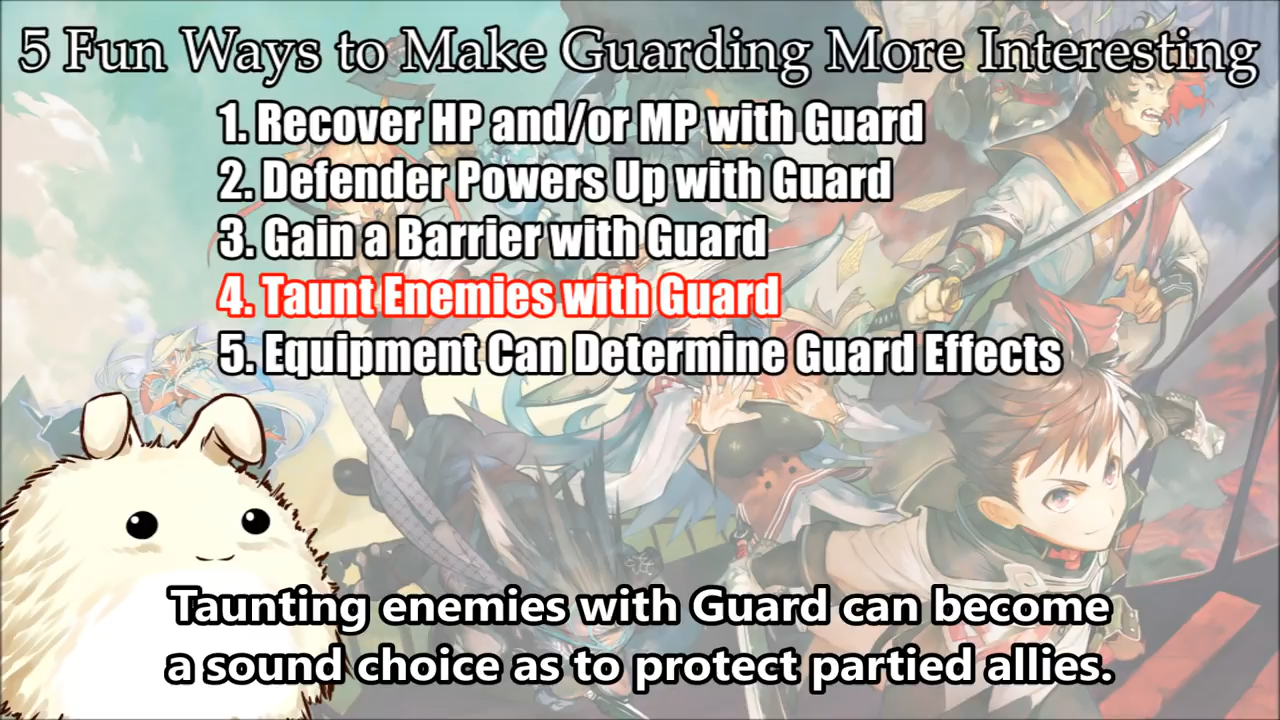 5 Fun Ways to Make Guarding More Interesting
1. Recover HP and/or MP with Guard
2. Defender Powers Up with Guard
3. Gain a Barrier with Guard
4. Taunt Enemies with Guard
5. Equipment Can Determine Guard Effects
Taunting enemies with Guard can become
a sound choice as to protect partied allies.